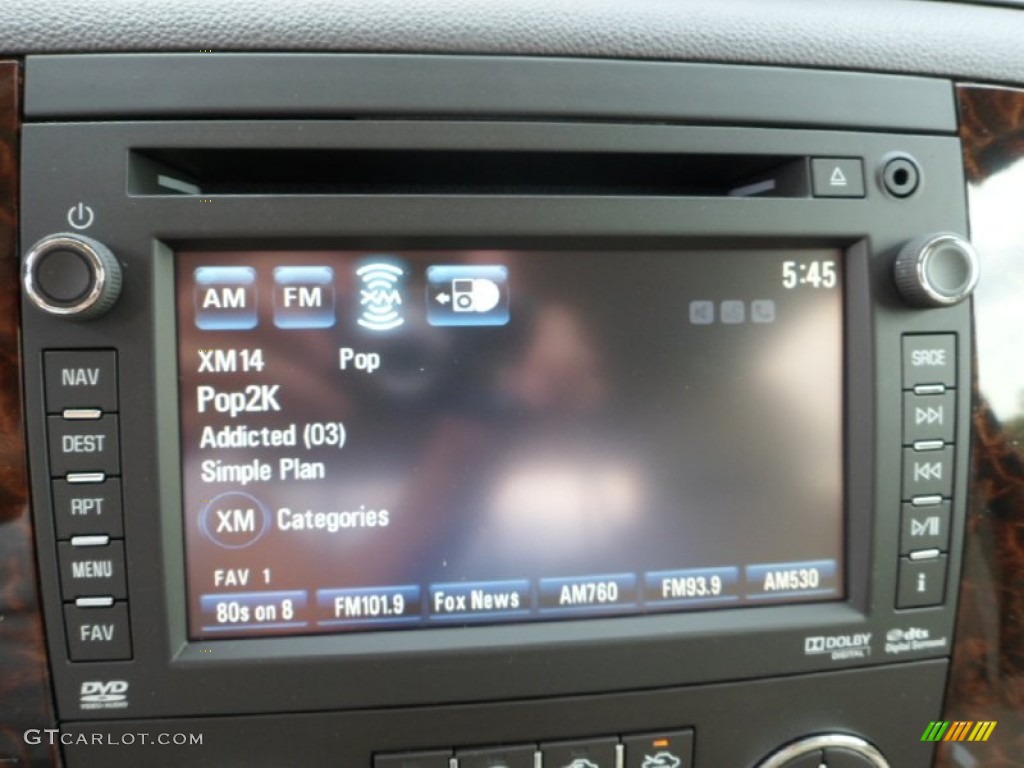 AM FM XM 5:45
XM14 Pop
Pop2K
Addicted (03)
Simple Plan
XM Categories
FAV 1
80s on 8 FM101.9 Fox News AM760 FM93.9 AM530
NAV
DEST
RPT
MENU
FAV
SRCE
i
DVD
VIDEO-AUDIO
DOLBY
DIGITAL
dts
Digital Surround
GTCARLOT.COM